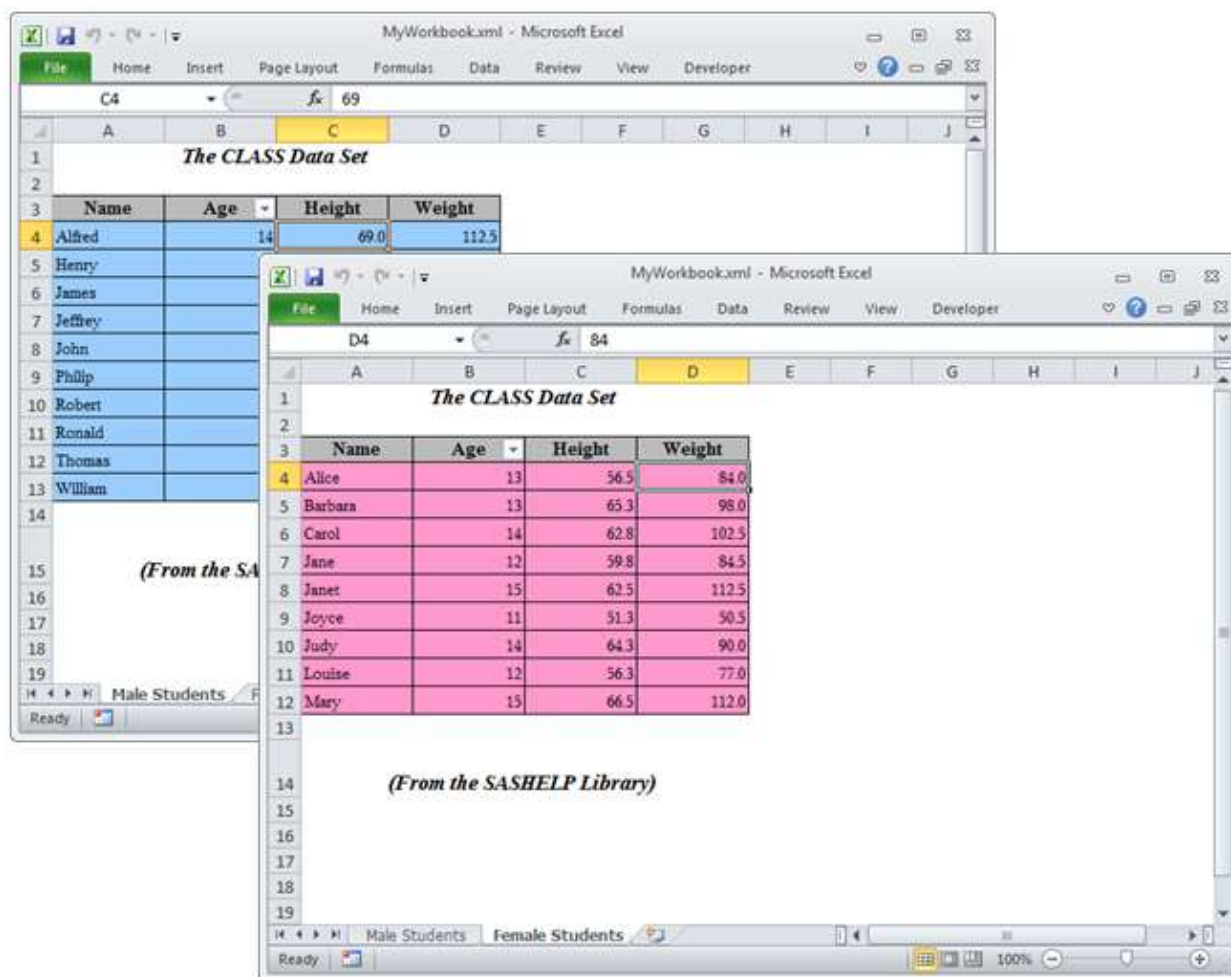 MyWorkbook.xml - Microsoft Excel
File Home Insert Page Layout Formulas Data Review View Developer
C4 fx 69
A B C D E F G H I J
1 The CLASS Data Set
2
3 Name Age Height Weight
4 Alfred 14 69.0 112.5
5 Henry
6 James
7 Jeffrey
8 John
9 Philip
10 Robert
11 Ronald
12 Thomas
13 William
14
15 (From the SA
16
17
18
19
Male Students F
Ready
MyWorkbook.xml - Microsoft Excel
File Home Insert Page Layout Formulas Data Review View Developer
D4 fx 84
A B C D E F G H I J
1 The CLASS Data Set
2
3 Name Age Height Weight
4 Alice 13 56.5 84.0
5 Barbara 13 65.3 98.0
6 Carol 14 62.8 102.5
7 Jane 12 59.8 84.5
8 Janet 15 62.5 112.5
9 Joyce 11 51.3 50.5
10 Judy 14 64.3 90.0
11 Louise 12 56.3 77.0
12 Mary 15 66.5 112.0
13
14 (From the SASHELP Library)
15
16
17
18
19
Male Students Female Students
Ready 100%